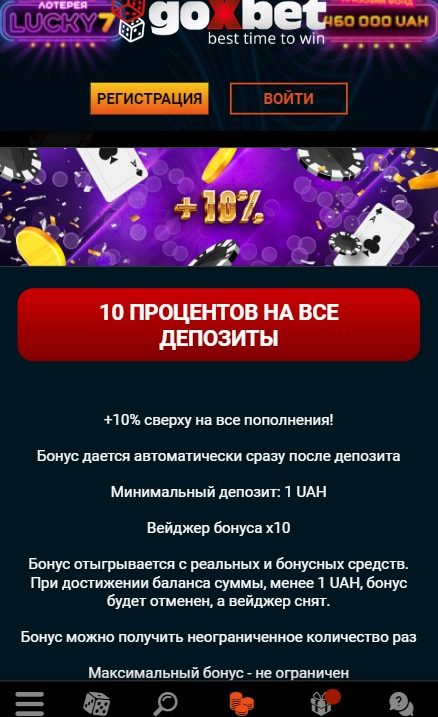 ЛОТЕРЕЯ
LUCKY 7
goXbet
best time to win
460 000 UAH
РЕГИСТРАЦИЯ
ВОЙТИ
+10%
10 ПРОЦЕНТОВ НА ВСЕ
ДЕПОЗИТЫ
+10% сверху на все пополнения!
Бонус дается автоматически сразу после депозита
Минимальный депозит: 1 UAH
Вейджер бонуса x10
Бонус отыгрывается с реальных и бонусных средств.
При достижении баланса суммы, менее 1 UAH, бонус
будет отменен, а вейджер снят.
Бонус можно получить неограниченное количество раз
Максимальный бонус - не ограничен